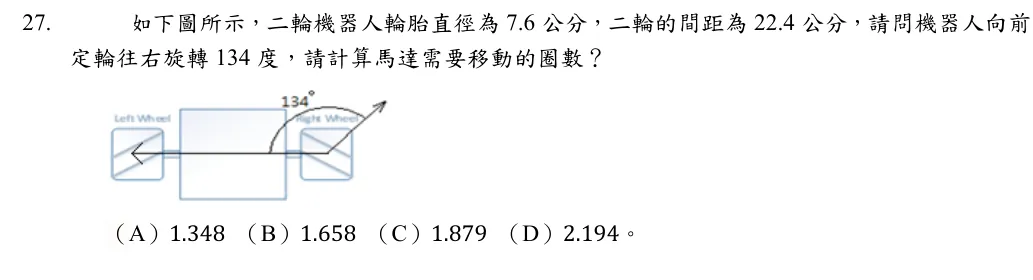 27. 如下圖所示，二輪機器人輪胎直徑為 7.6 公分，二輪的間距為 22.4 公分，請問機器人向前
定輪往右旋轉 134 度，請計算馬達需要移動的圈數？
134°
Left Wheel
Right Wheel
（A）1.348 （B）1.658 （C）1.879 （D）2.194。